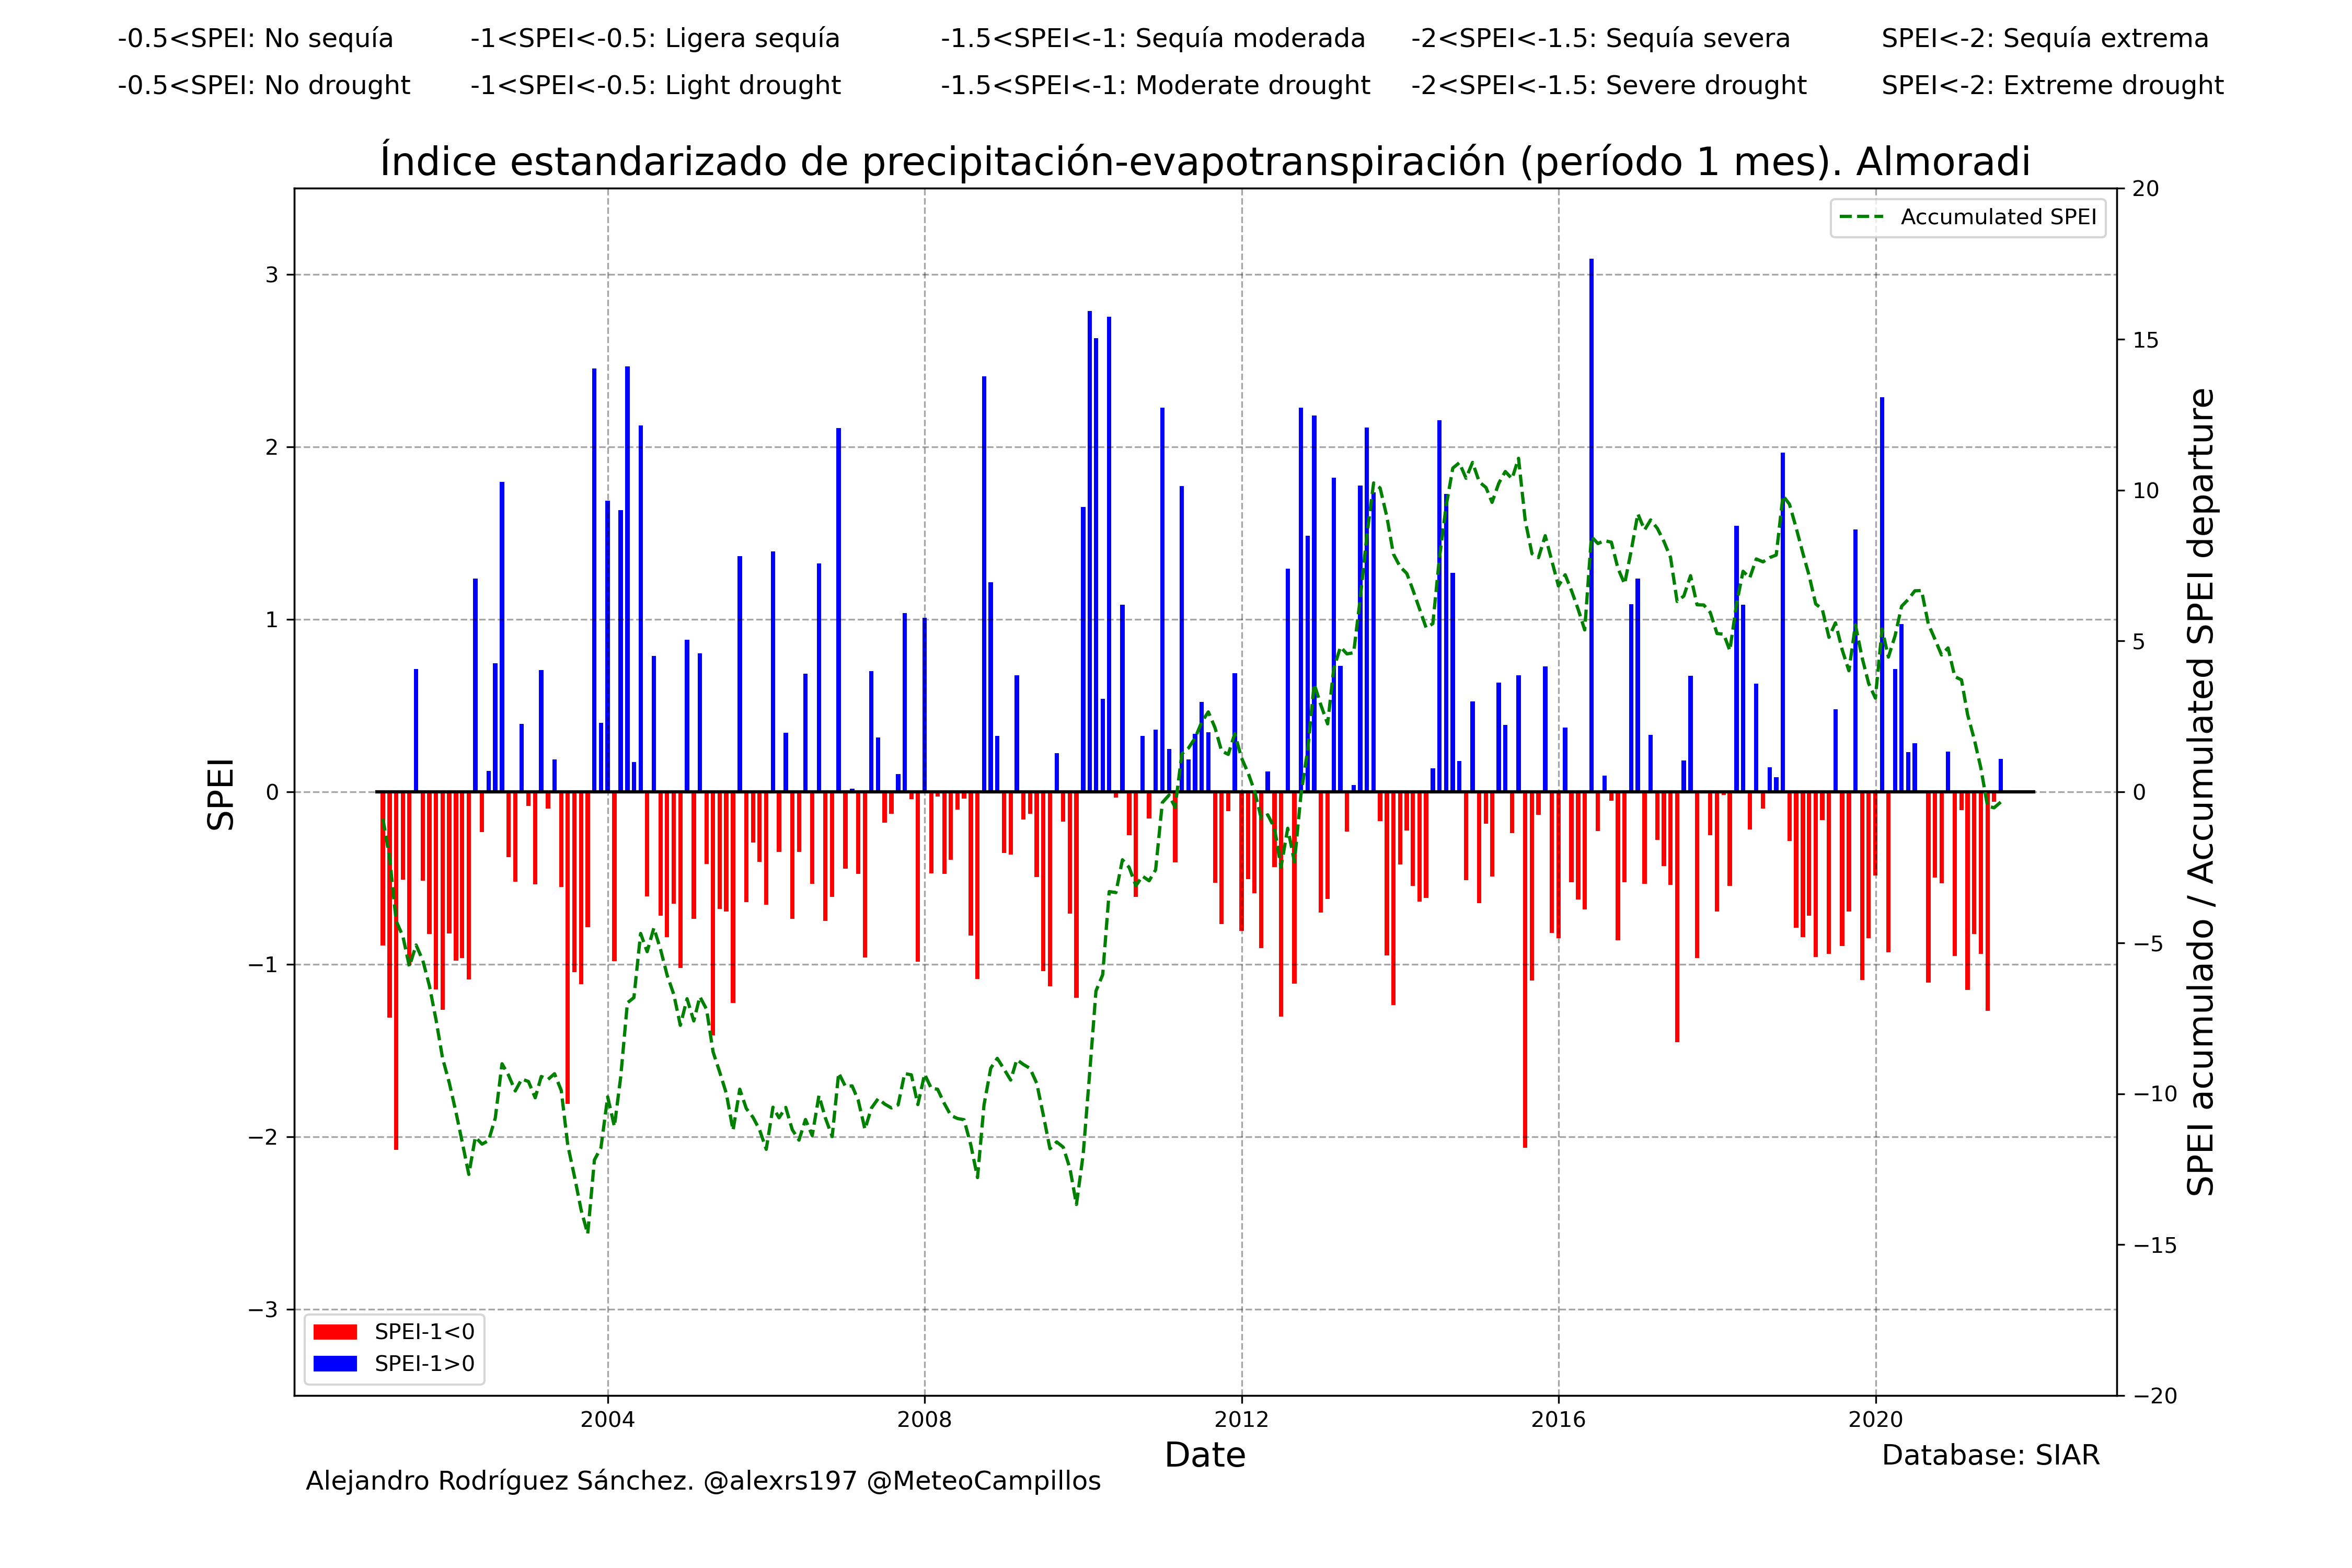 -0.5<SPEI: No sequía -1<SPEI<-0.5: Ligera sequía -1.5<SPEI<-1: Sequía moderada -2<SPEI<-1.5: Sequía severa SPEI<-2: Sequía extrema
-0.5<SPEI: No drought -1<SPEI<-0.5: Light drought -1.5<SPEI<-1: Moderate drought -2<SPEI<-1.5: Severe drought SPEI<-2: Extreme drought
Índice estandarizado de precipitación-evapotranspiración (período 1 mes). Almoradi
Accumulated SPEI
SPEI
3
2
1
0
−1
−2
−3
20
15
10
5
0
−5
−10
−15
−20
SPEI acumulado / Accumulated SPEI departure
SPEI-1<0
SPEI-1>0
2004 2008 2012 2016 2020
Date
Database: SIAR
Alejandro Rodríguez Sánchez. @alexrs197 @MeteoCampillos